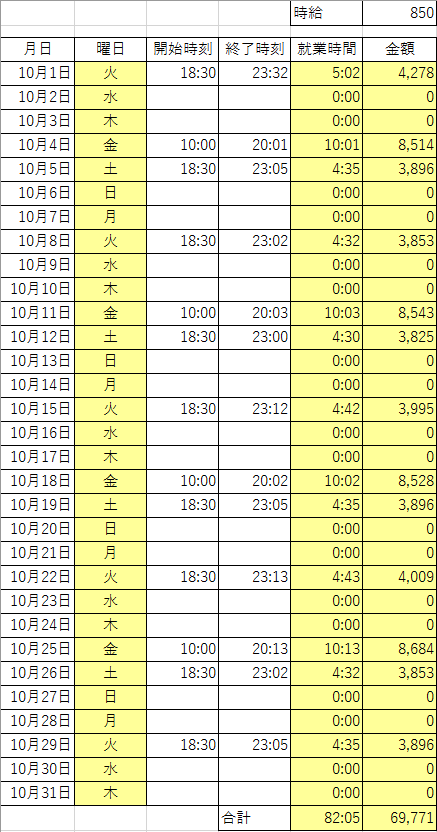 時給 850
月日 曜日 開始時刻 終了時刻 就業時間 金額
10月1日 火 18:30 23:32 5:02 4,278
10月2日 水 0:00 0
10月3日 木 0:00 0
10月4日 金 10:00 20:01 10:01 8,514
10月5日 土 18:30 23:05 4:35 3,896
10月6日 日 0:00 0
10月7日 月 0:00 0
10月8日 火 18:30 23:02 4:32 3,853
10月9日 水 0:00 0
10月10日 木 0:00 0
10月11日 金 10:00 20:03 10:03 8,543
10月12日 土 18:30 23:00 4:30 3,825
10月13日 日 0:00 0
10月14日 月 0:00 0
10月15日 火 18:30 23:12 4:42 3,995
10月16日 水 0:00 0
10月17日 木 0:00 0
10月18日 金 10:00 20:02 10:02 8,528
10月19日 土 18:30 23:05 4:35 3,896
10月20日 日 0:00 0
10月21日 月 0:00 0
10月22日 火 18:30 23:13 4:43 4,009
10月23日 水 0:00 0
10月24日 木 0:00 0
10月25日 金 10:00 20:13 10:13 8,684
10月26日 土 18:30 23:02 4:32 3,853
10月27日 日 0:00 0
10月28日 月 0:00 0
10月29日 火 18:30 23:05 4:35 3,896
10月30日 水 0:00 0
10月31日 木 0:00 0
合計 82:05 69,771